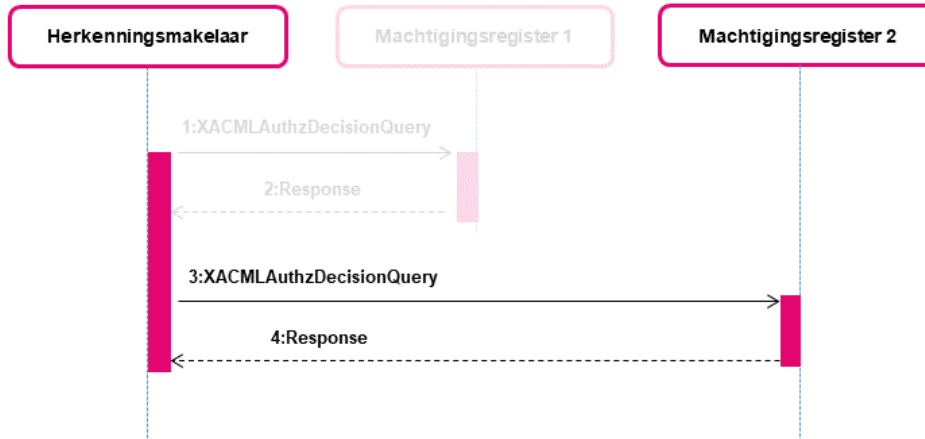 Herkenningsmakelaar
Machtigingsregister 1
Machtigingsregister 2
1:XACMLAuthzDecisionQuery
2:Response
3:XACMLAuthzDecisionQuery
4:Response